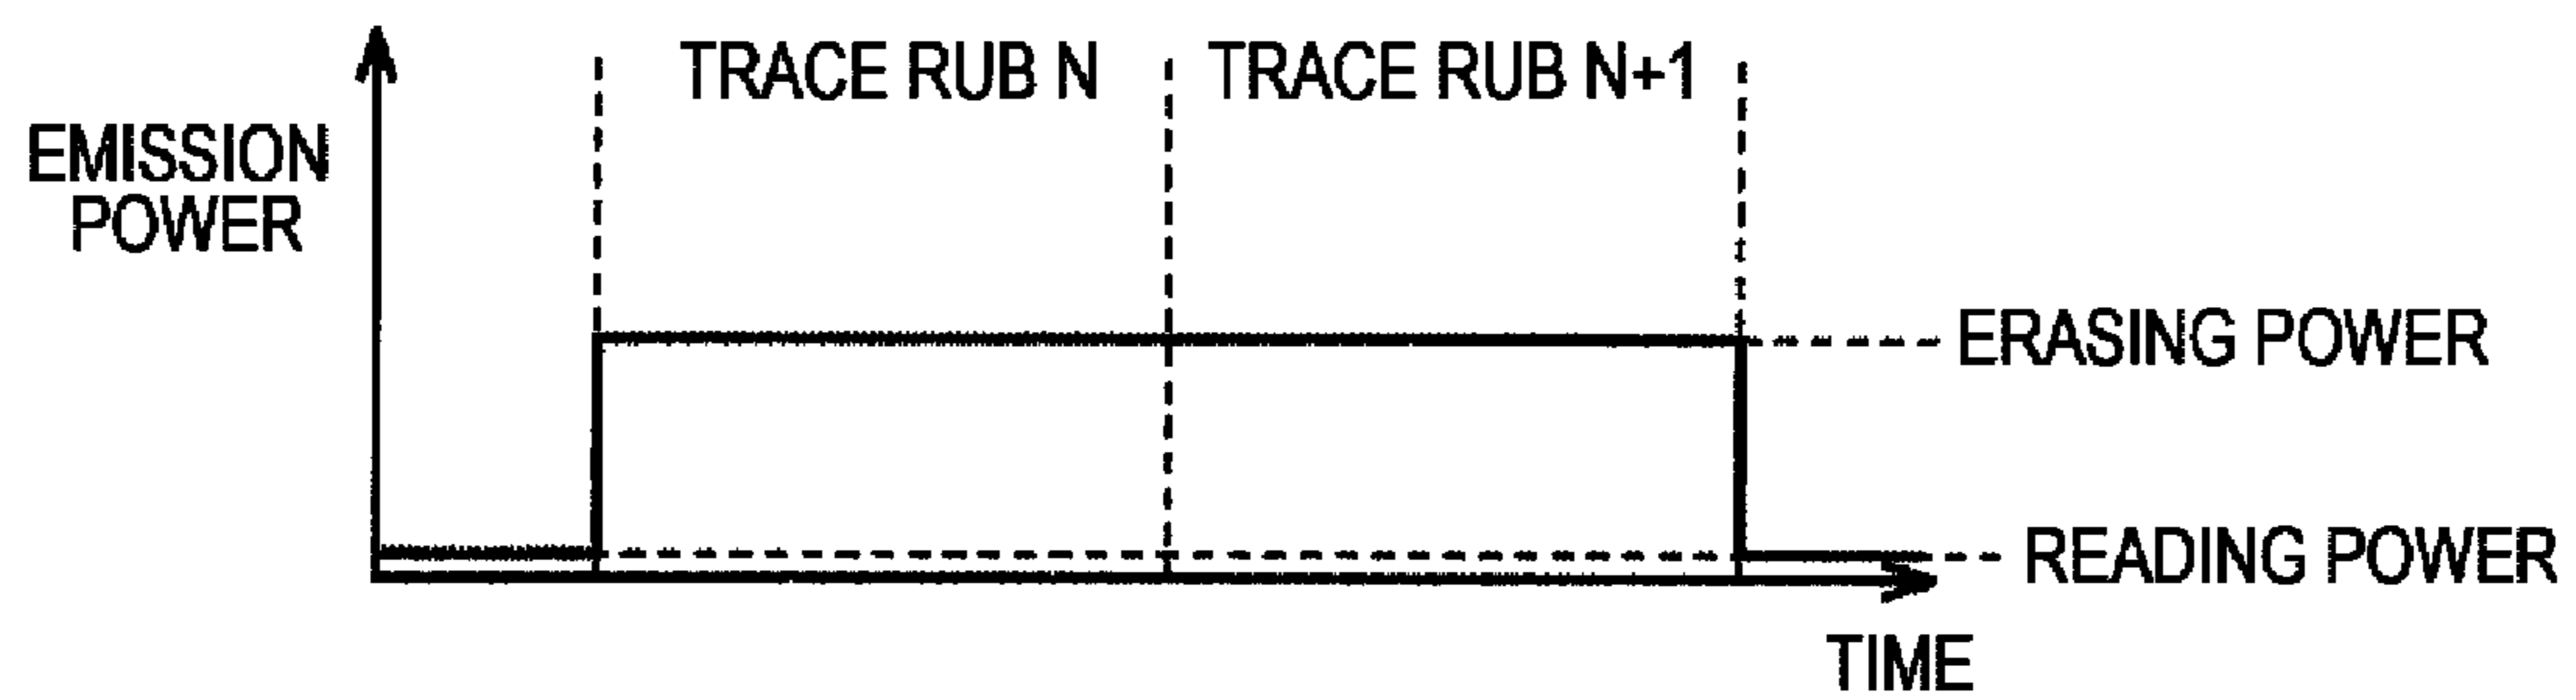 TRACE RUB N
TRACE RUB N+1
EMISSION
POWER
ERASING POWER
READING POWER
TIME